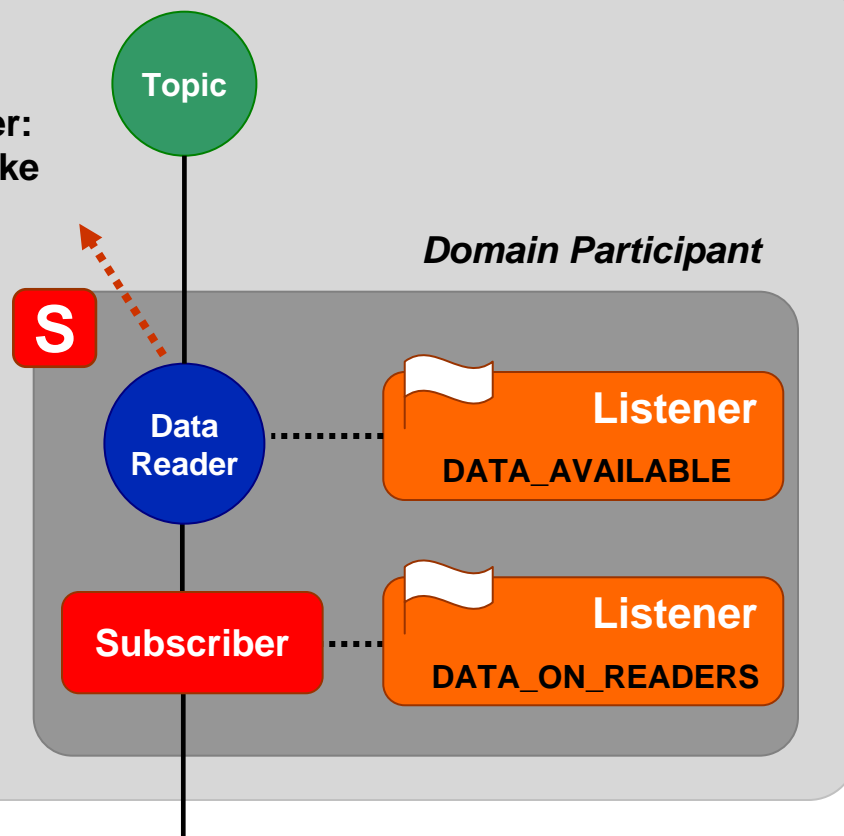 Topic
er:
ke
Domain Participant
S
Data
Reader
Listener
DATA_AVAILABLE
Subscriber
Listener
DATA_ON_READERS